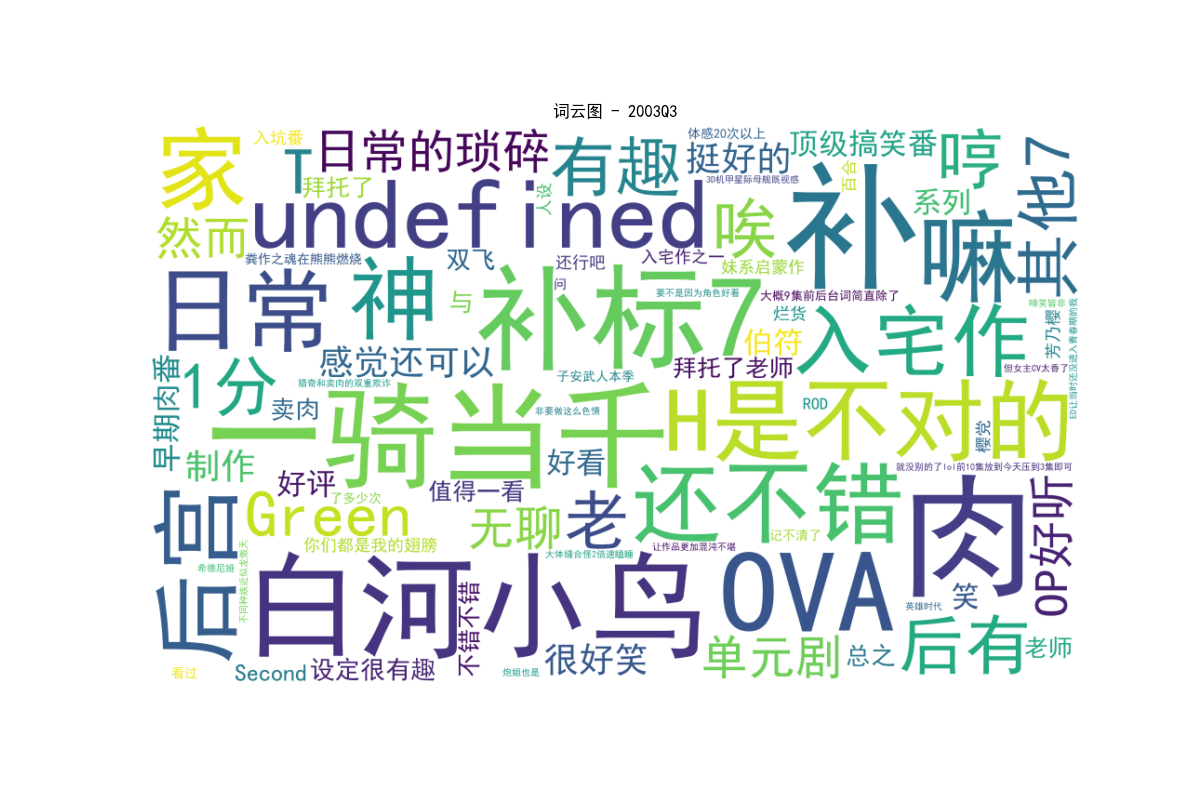 词云图 - 2003Q3
家
入坑番
T
日常的琐碎
有趣
体感20次以上
挺好的
顶级搞笑番
哼
其他7
拜托了
人设
3D机甲星际母舰既视感
百合
系列
然而
undefined
唉
补
嘛
粪作之魂在熊熊燃烧
双飞
还行吧
入宅作之一
妹系启蒙作
日常
神
与
补标7
问
要不是因为角色好看
大概9集前后台词简直除了
烂货
啼笑皆非
芳乃樱
ED让当时还没进入青春期的我
伯符
入宅作
感觉还可以
拜托了老师
但女主CV太香了
早期肉番
1分
猎奇和卖肉的双重欺诈
子安武人本季
卖肉
一骑当千
非要做这么色情
H是不对的
ROD
樱党
制作
好评
好看
就没别的了lol前10集放到今天压到3集即可
值得一看
了多少次
后宫
Green
无聊
老
还不错
肉
OP好听
你们都是我的翅膀
记不清了
让作品更加混沌不堪
大体缝合怪2倍速瞌睡
不同种族近似龙傲天
希德尼娅
白河小鸟
OVA
笑
英雄时代
不错不错
后有
看过
Second
设定很有趣
炮姐也是
很好笑
单元剧
总之
老师